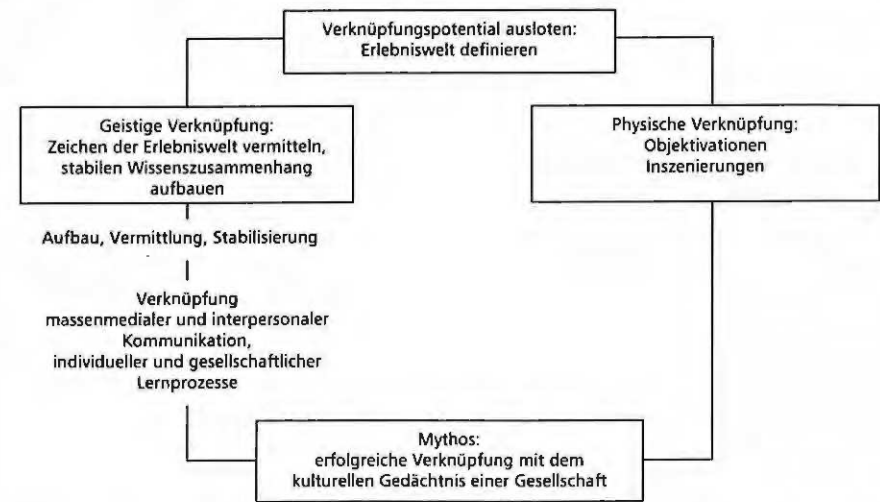 Verknüpfungspotential ausloten:
Erlebniswelt definieren
Geistige Verknüpfung:
Zeichen der Erlebniswelt vermitteln,
stabilen Wissenszusammenhang
aufbauen
Physische Verknüpfung:
Objektivationen
Inszenierungen
Aufbau, Vermittlung, Stabilisierung
Verknüpfung
massenmedialer und interpersonaler
Kommunikation,
individueller und gesellschaftlicher
Lernprozesse
Mythos:
erfolgreiche Verknüpfung mit dem
kulturellen Gedächtnis einer Gesellschaft